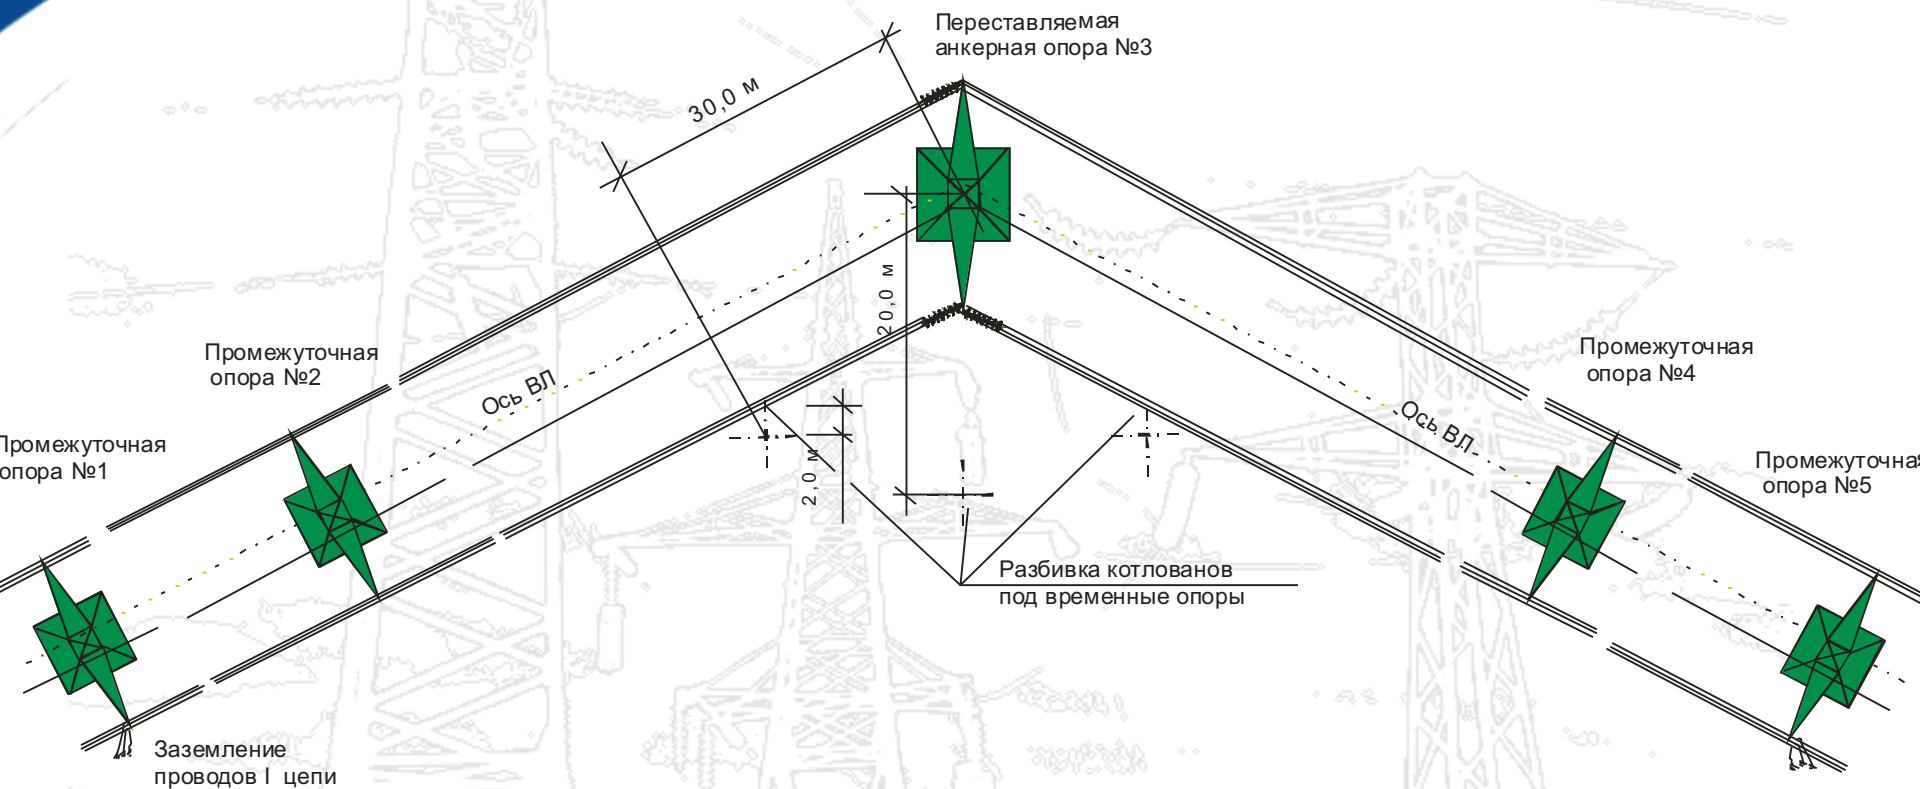 Переставляемая
анкерная опора №3
30,0 м
20,0 м
Промежуточная
опора №2
Ось ВЛ
Промежуточная
опора №4
Ось ВЛ
Промежуточная
опора №1
2,0 м
Промежуточная
опора №5
Разбивка котлованов
под временные опоры
Заземление
проводов I цепи